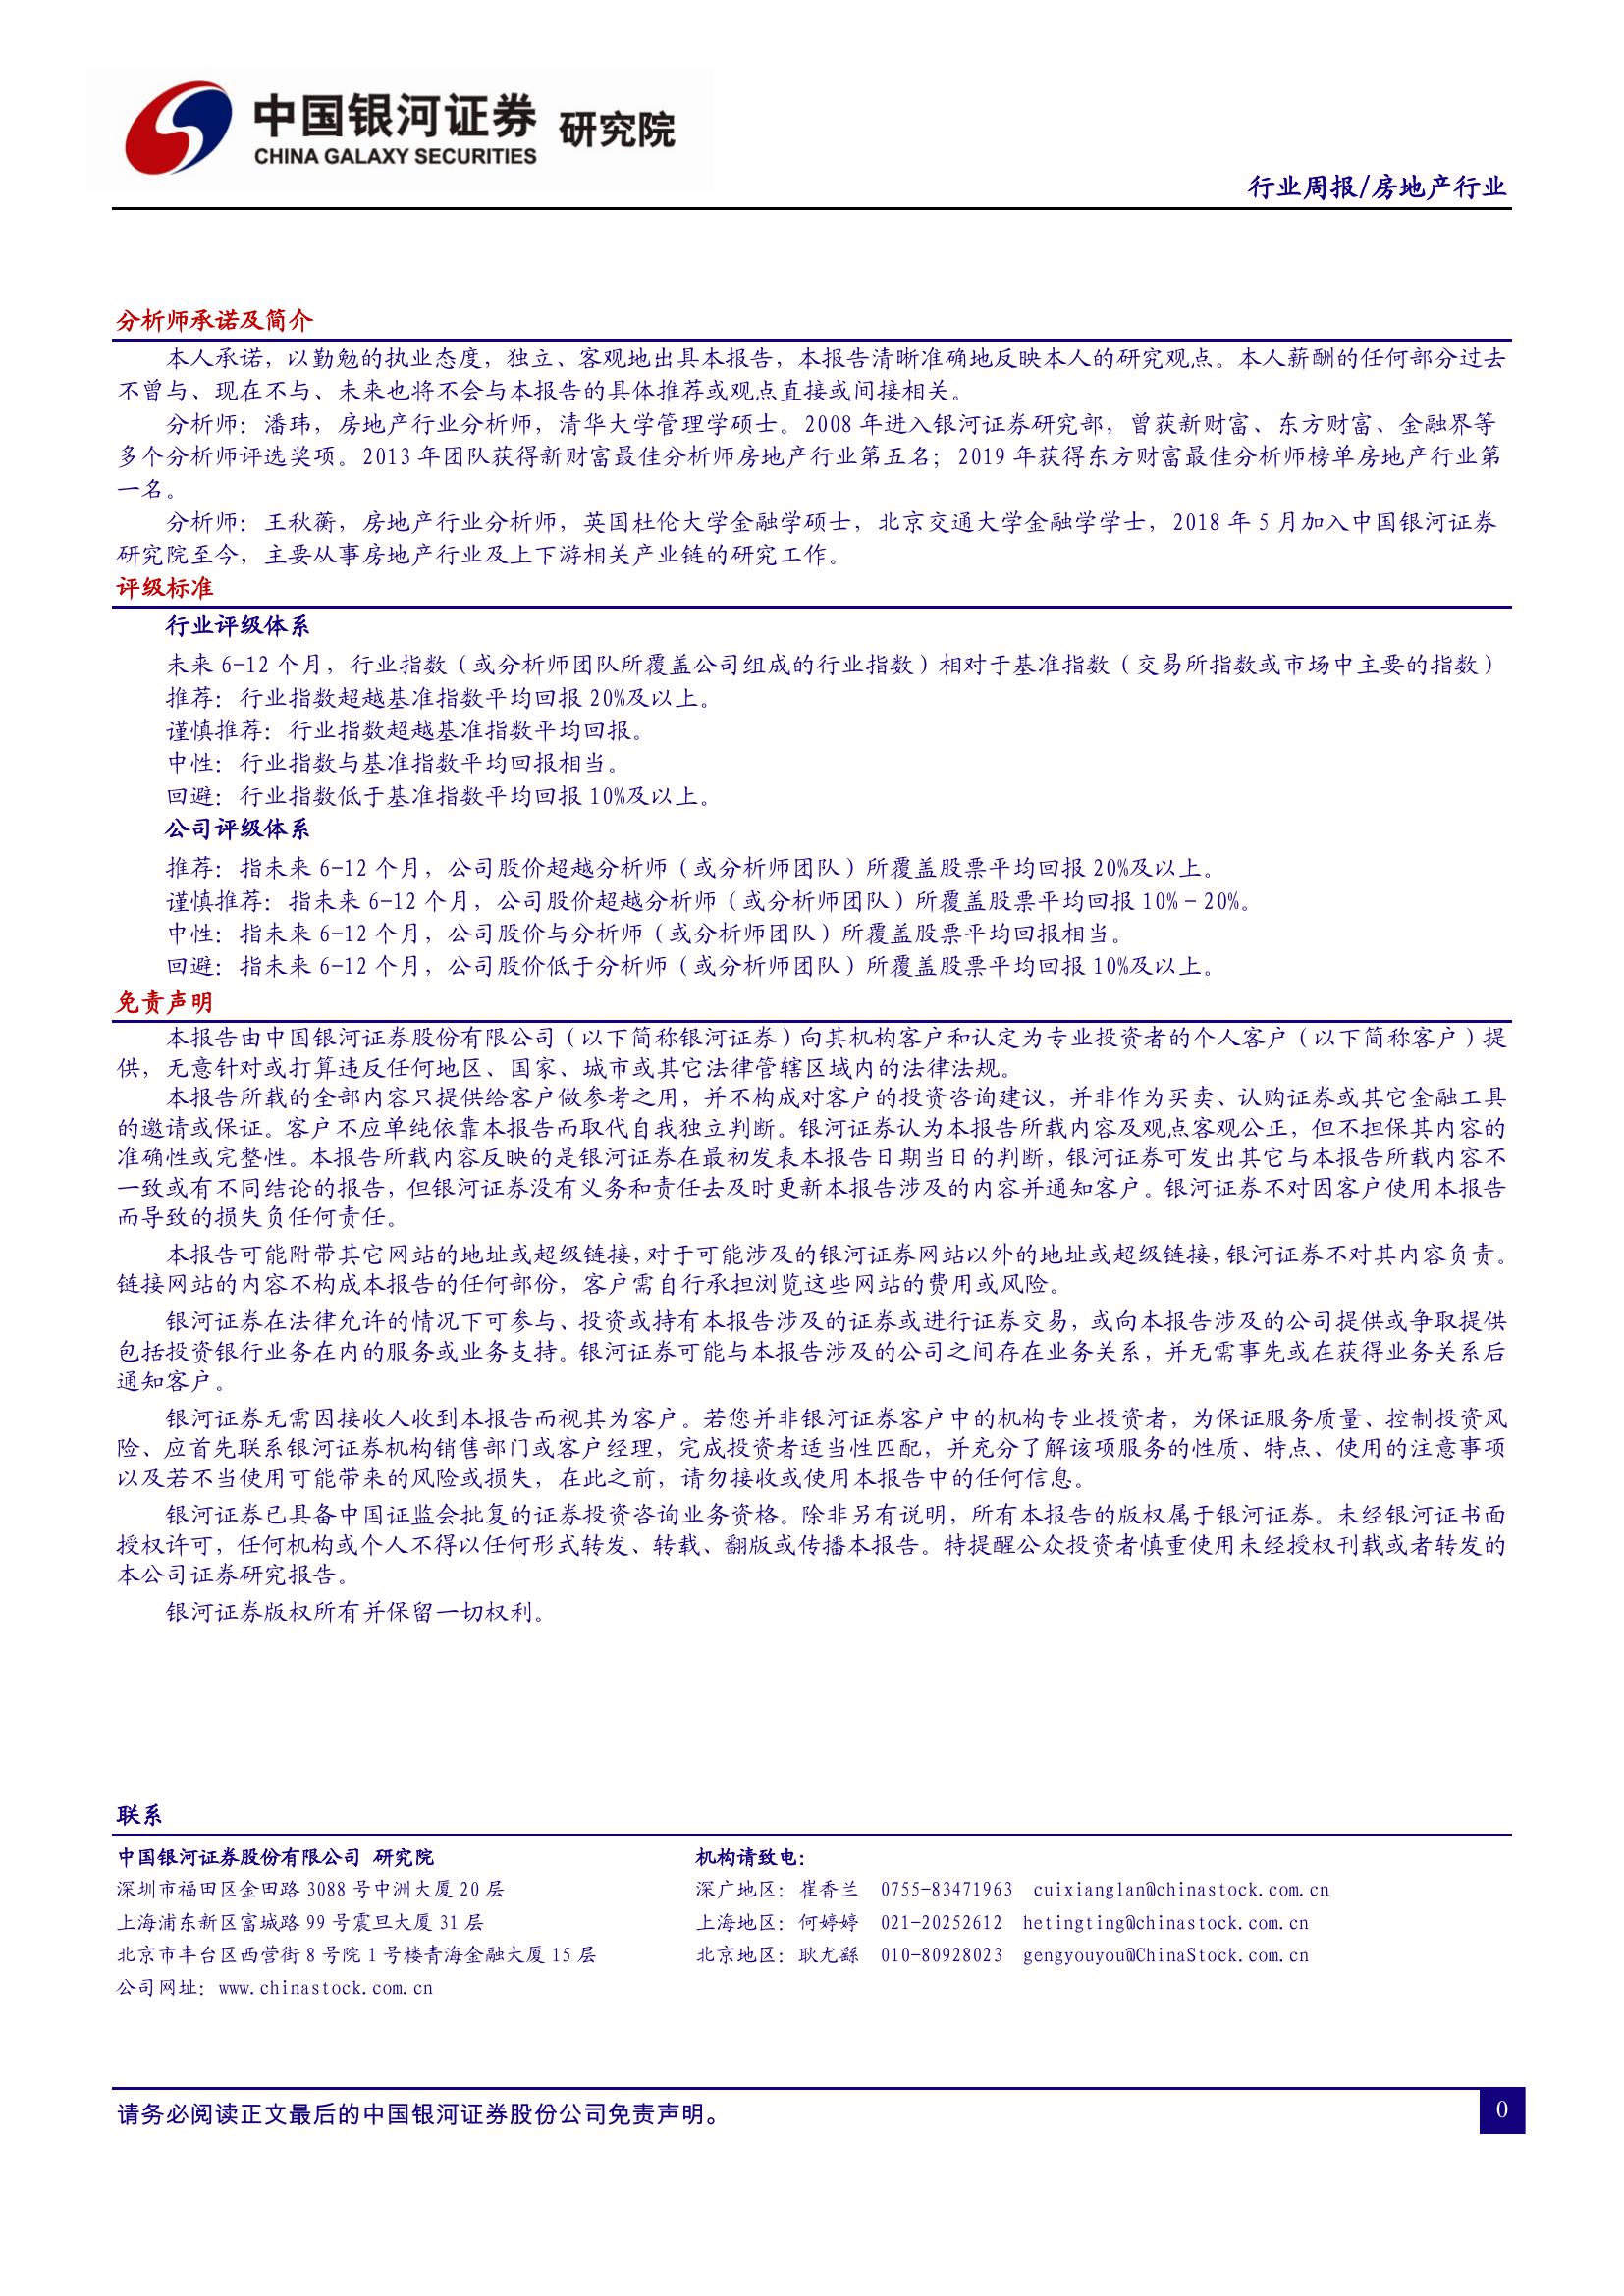 中国银河证券 研究院
CHINA GALAXY SECURITIES
行业周报/房地产行业
分析师承诺及简介
本人承诺，以勤勉的执业态度，独立、客观地出具本报告，本报告清晰准确地反映本人的研究观点。本人薪酬的任何部分过去
不曾与、现在不与、未来也将不会与本报告的具体推荐或观点直接或间接相关。
分析师：潘玮，房地产行业分析师，清华大学管理学硕士。2008 年进入银河证券研究部，曾获新财富、东方财富、金融界等
多个分析师评选奖项。2013 年团队获得新财富最佳分析师房地产行业第五名；2019 年获得东方财富最佳分析师榜单房地产行业第
一名。
分析师：王秋蘅，房地产行业分析师，英国杜伦大学金融学硕士，北京交通大学金融学学士，2018 年 5 月加入中国银河证券
研究院至今，主要从事房地产行业及上下游相关产业链的研究工作。
评级标准
行业评级体系
未来 6-12 个月，行业指数（或分析师团队所覆盖公司组成的行业指数）相对于基准指数（交易所指数或市场中主要的指数）
推荐：行业指数超越基准指数平均回报 20%及以上。
谨慎推荐：行业指数超越基准指数平均回报。
中性：行业指数与基准指数平均回报相当。
回避：行业指数低于基准指数平均回报 10%及以上。
公司评级体系
推荐：指未来 6-12 个月，公司股价超越分析师（或分析师团队）所覆盖股票平均回报 20%及以上。
谨慎推荐：指未来 6-12 个月，公司股价超越分析师（或分析师团队）所覆盖股票平均回报 10%－20%。
中性：指未来 6-12 个月，公司股价与分析师（或分析师团队）所覆盖股票平均回报相当。
回避：指未来 6-12 个月，公司股价低于分析师（或分析师团队）所覆盖股票平均回报 10%及以上。
免责声明
本报告由中国银河证券股份有限公司（以下简称银河证券）向其机构客户和认定为专业投资者的个人客户（以下简称客户）提
供，无意针对或打算违反任何地区、国家、城市或其它法律管辖区域内的法律法规。
本报告所载的全部内容只提供给客户做参考之用，并不构成对客户的投资咨询建议，并非作为买卖、认购证券或其它金融工具
的邀请或保证。客户不应单纯依靠本报告而取代自我独立判断。银河证券认为本报告所载内容及观点客观公正，但不担保其内容的
准确性或完整性。本报告所载内容反映的是银河证券在最初发表本报告日期当日的判断，银河证券可发出其它与本报告所载内容不
一致或有不同结论的报告，但银河证券没有义务和责任去及时更新本报告涉及的内容并通知客户。银河证券不对因客户使用本报告
而导致的损失负任何责任。
本报告可能附带其它网站的地址或超级链接，对于可能涉及的银河证券网站以外的地址或超级链接，银河证券不对其内容负责。
链接网站的内容不构成本报告的任何部份，客户需自行承担浏览这些网站的费用或风险。
银河证券在法律允许的情况下可参与、投资或持有本报告涉及的证券或进行证券交易，或向本报告涉及的公司提供或争取提供
包括投资银行业务在内的服务或业务支持。银河证券可能与本报告涉及的公司之间存在业务关系，并无需事先或在获得业务关系后
通知客户。
银河证券无需因接收人收到本报告而视其为客户。若您并非银河证券客户中的机构专业投资者，为保证服务质量、控制投资风
险、应首先联系银河证券机构销售部门或客户经理，完成投资者适当性匹配，并充分了解该项服务的性质、特点、使用的注意事项
以及若不当使用可能带来的风险或损失，在此之前，请勿接收或使用本报告中的任何信息。
银河证券已具备中国证监会批复的证券投资咨询业务资格。除非另有说明，所有本报告的版权属于银河证券。未经银河证书面
授权许可，任何机构或个人不得以任何形式转发、转载、翻版或传播本报告。特提醒公众投资者慎重使用未经授权刊载或者转发的
本公司证券研究报告。
银河证券版权所有并保留一切权利。
联系
中国银河证券股份有限公司 研究院
深圳市福田区金田路 3088 号中洲大厦 20 层
上海浦东新区富城路 99 号震旦大厦 31 层
北京市丰台区西营街 8 号院 1 号楼青海金融大厦 15 层
公司网址：www.chinastock.com.cn
机构请致电：
深广地区：崔香兰 0755-83471963 cuixianglan@chinastock.com.cn
上海地区：何婷婷 021-20252612 hetingting@chinastock.com.cn
北京地区：耿尤繇 010-80928023 gengyouyou@ChinaStock.com.cn
请务必阅读正文最后的中国银河证券股份公司免责声明。
0